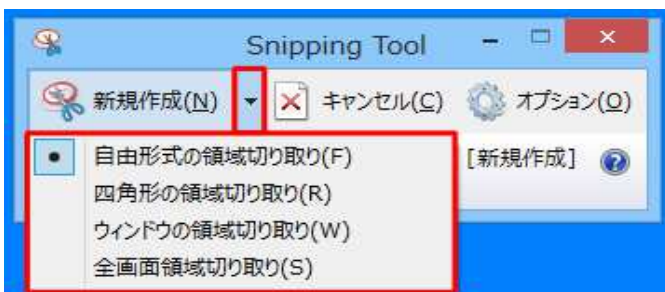 Snipping Tool
新規作成(N) キャンセル(C) オプション(O)
自由形式の領域切り取り(F)
[新規作成]
四角形の領域切り取り(R)
ウィンドウの領域切り取り(W)
全画面領域切り取り(S)